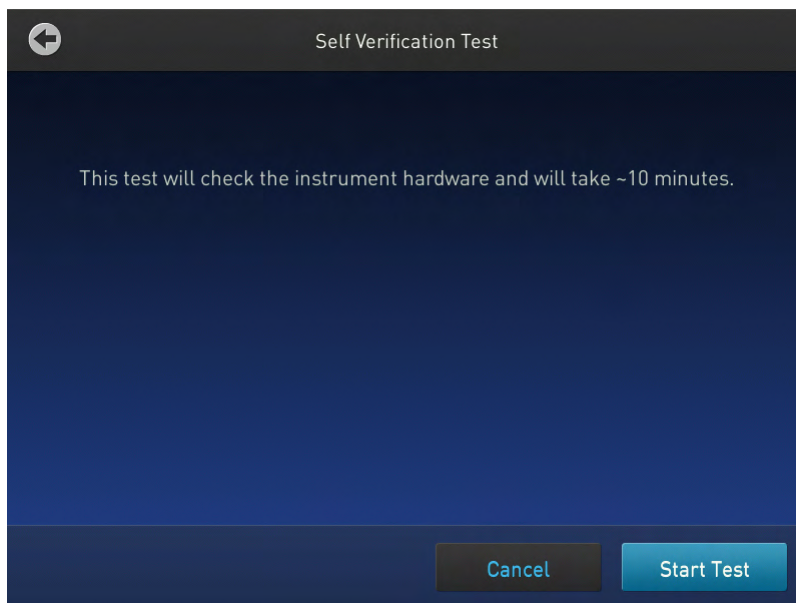 Self Verification Test
This test will check the instrument hardware and will take ~10 minutes.
Cancel
Start Test